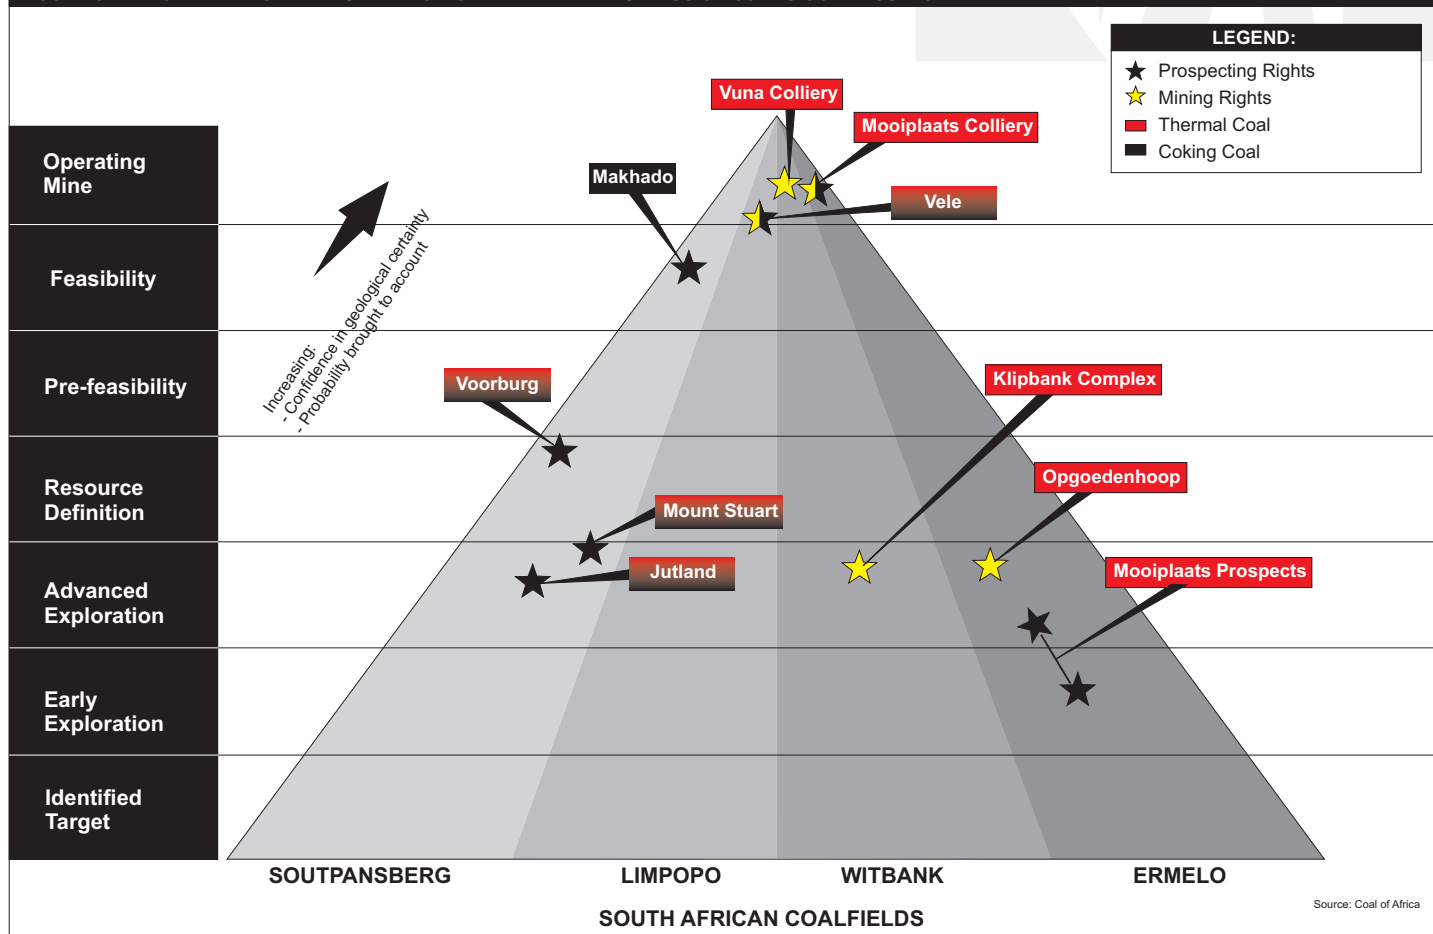 LEGEND:
Prospecting Rights
Mining Rights
Thermal Coal
Coking Coal
Vuna Colliery
Mooiplaats Colliery
Operating
Mine
Makhado
Vele
Feasibility
Increasing:
- Confidence in geological certainty
- Probability brought to account
Pre-feasibility
Voorburg
Klipbank Complex
Resource
Definition
Opgoedenhoop
Mount Stuart
Advanced
Exploration
Jutland
Mooiplaats Prospects
Early
Exploration
Identified
Target
SOUTPANSBERG
LIMPOPO
WITBANK
ERMELO
SOUTH AFRICAN COALFIELDS
Source: Coal of Africa